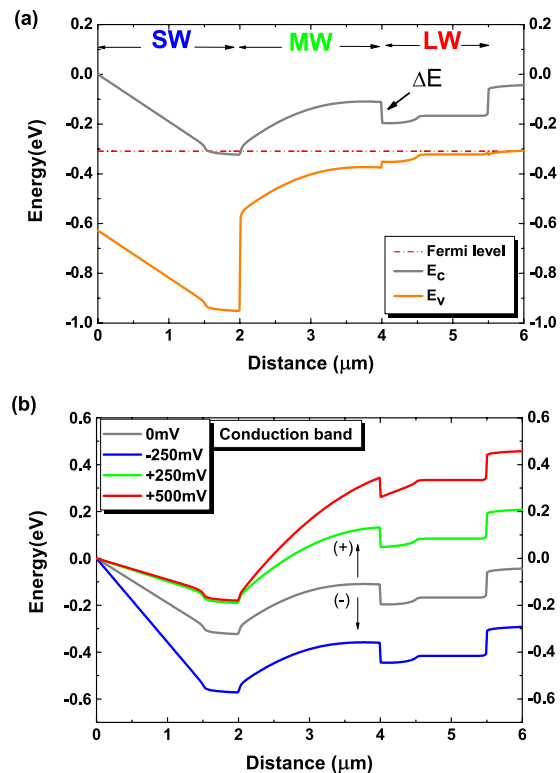 (a)
SW MW LW
ΔE
0.2 0.2
0.0 0.0
-0.2 -0.2
-0.4 -0.4
-0.6 -0.6
-0.8 -0.8
-1.0 -1.0
Energy(eV)
Fermi level
E_c
E_v
0 1 2 3 4 5 6
Distance (μm)
(b)
0mV
-250mV
+250mV
+500mV
Conduction band
(+)
(-)
0.6 0.6
0.4 0.4
0.2 0.2
0.0 0.0
-0.2 -0.2
-0.4 -0.4
-0.6 -0.6
Energy(eV)
0 1 2 3 4 5 6
Distance (μm)